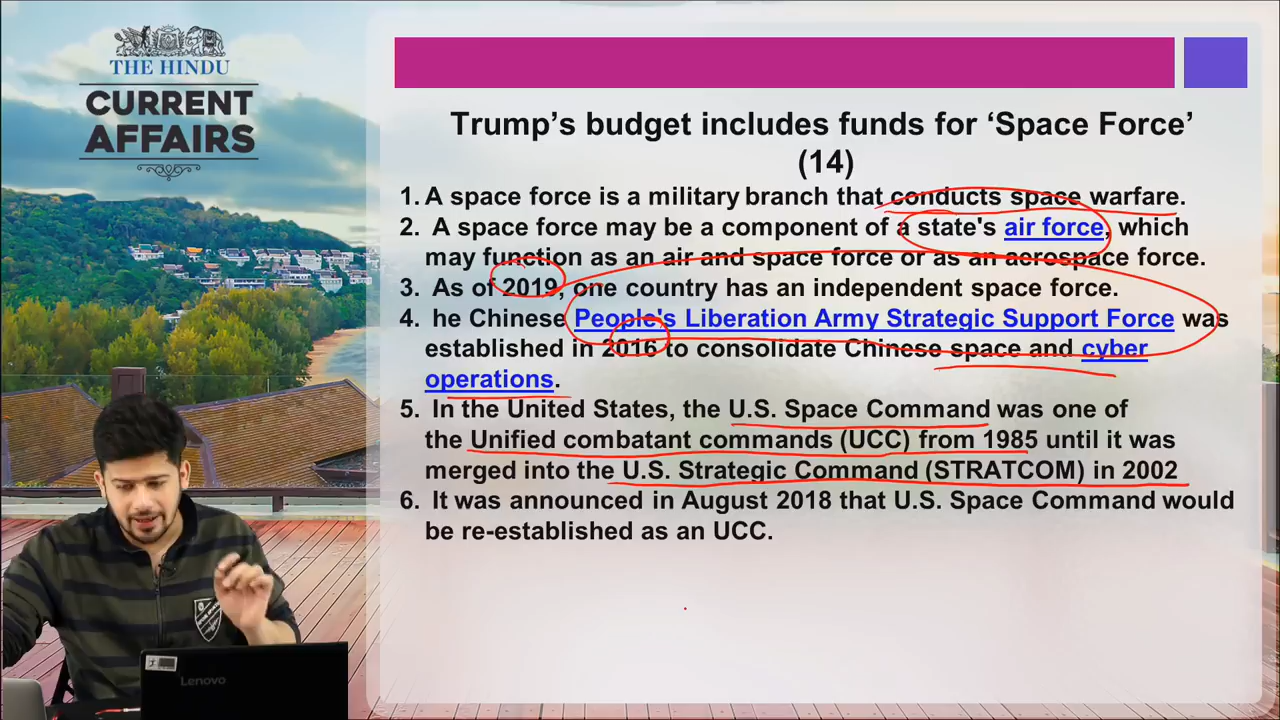 THE HINDU
CURRENT
AFFAIRS
Trump's budget includes funds for ‘Space Force’
(14)
1. A space force is a military branch that conducts space warfare.
2. A space force may be a component of a state's air force, which
may function as an air and space force or as an aerospace force.
3. As of 2019, one country has an independent space force.
4. he Chinese People's Liberation Army Strategic Support Force was
established in 2016 to consolidate Chinese space and cyber
operations.
5. In the United States, the U.S. Space Command was one of
the Unified combatant commands (UCC) from 1985 until it was
merged into the U.S. Strategic Command (STRATCOM) in 2002
6. It was announced in August 2018 that U.S. Space Command would
be re-established as an UCC.
Lenovo